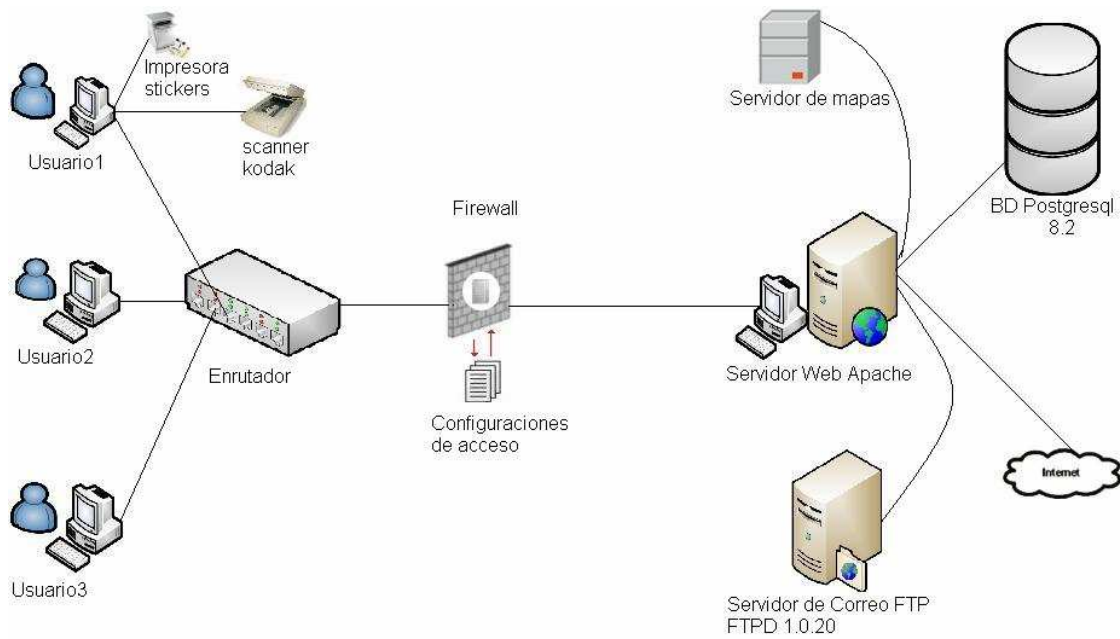 Impresora
stickers
Usuario1
scanner
kodak
Servidor de mapas
BD Postgresql
8.2
Firewall
Usuario2
Enrutador
Servidor Web Apache
Configuraciones
de acceso
Internet
Usuario3
Servidor de Correo FTP
FTPD 1.0.20